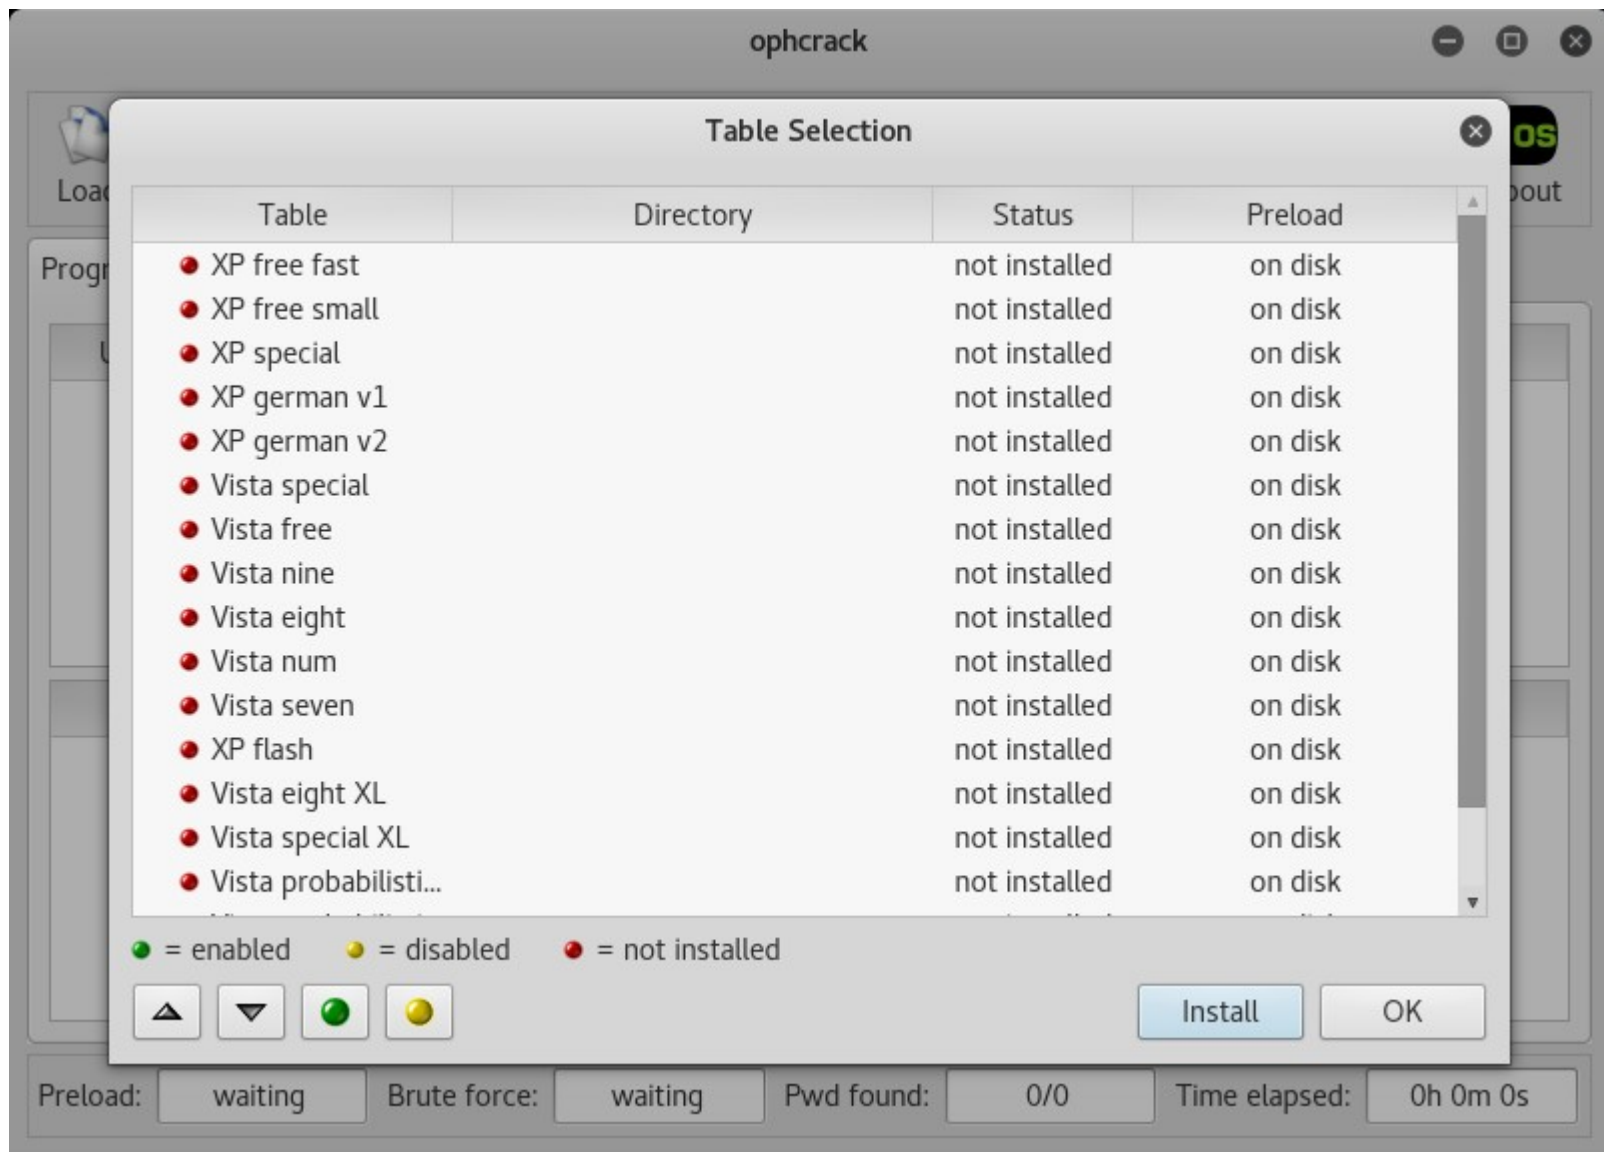 ophcrack
OS
Load
bout
Table Selection
Table Directory Status Preload
Progr
XP free fast not installed on disk
XP free small not installed on disk
XP special not installed on disk
XP german v1 not installed on disk
XP german v2 not installed on disk
Vista special not installed on disk
Vista free not installed on disk
Vista nine not installed on disk
Vista eight not installed on disk
Vista num not installed on disk
Vista seven not installed on disk
XP flash not installed on disk
Vista eight XL not installed on disk
Vista special XL not installed on disk
Vista probabilisti... not installed on disk
= enabled = disabled = not installed
Install OK
Preload: waiting Brute force: waiting Pwd found: 0/0 Time elapsed: 0h 0m 0s